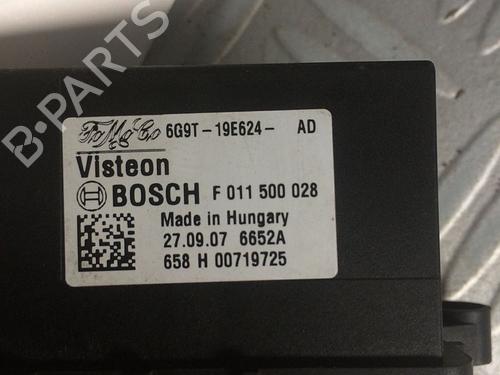 FoMoCo 6G9T - 19E624 - AD
Visteon
BOSCH F 011 500 028
Made in Hungary
27.09.07 6652A
658 H 00719725
B-PARTS